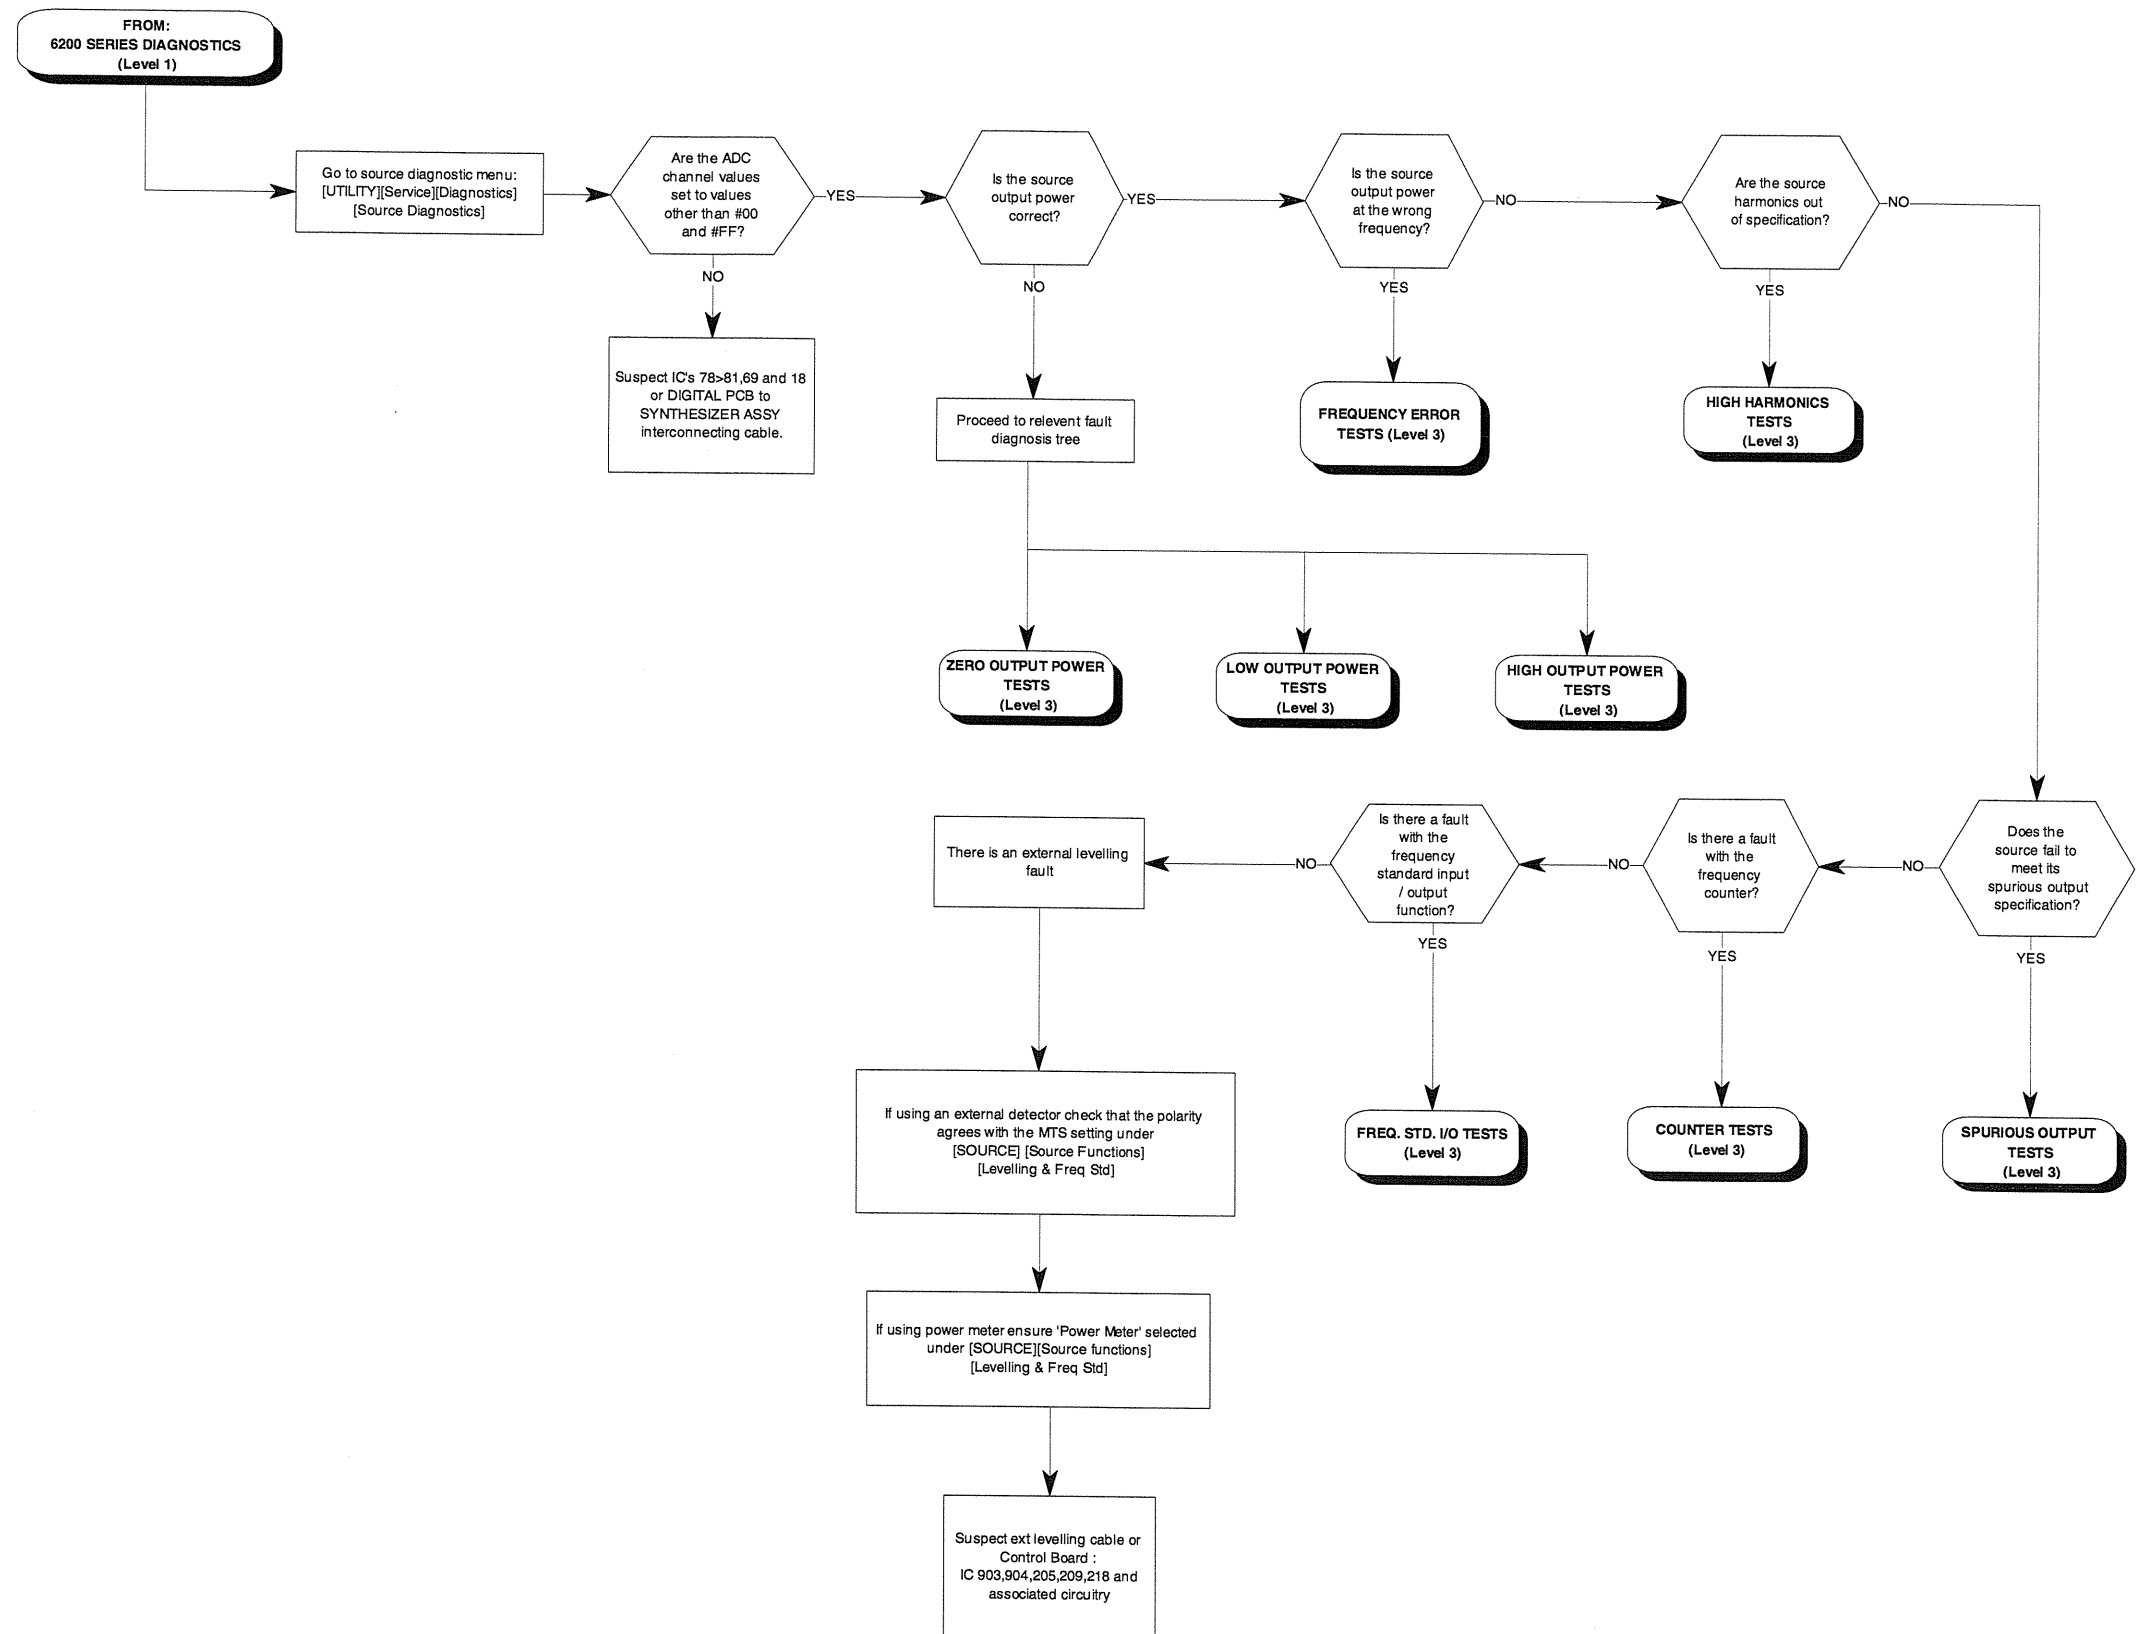 FROM:
6200 SERIES DIAGNOSTICS
(Level 1)
Go to source diagnostic menu:
[UTILITY][Service][Diagnostics]
[Source Diagnostics]
Are the ADC
channel values
set to values
other than #00
and #FF?
YES
NO
Suspect IC's 78>81,69 and 18
or DIGITAL PCB to
SYNTHESIZER ASSY
interconnecting cable.
Is the source
output power
correct?
YES
NO
Proceed to relevent fault
diagnosis tree
ZERO OUTPUT POWER
TESTS
(Level 3)
LOW OUTPUT POWER
TESTS
(Level 3)
HIGH OUTPUT POWER
TESTS
(Level 3)
Is the source
output power
at the wrong
frequency?
NO
YES
FREQUENCY ERROR
TESTS (Level 3)
Are the source
harmonics out
of specification?
NO
YES
HIGH HARMONICS
TESTS
(Level 3)
Does the
source fail to
meet its
spurious output
specification?
NO
YES
SPURIOUS OUTPUT
TESTS
(Level 3)
Is there a fault
with the
frequency
counter?
NO
YES
COUNTER TESTS
(Level 3)
Is there a fault
with the
frequency
standard input
/ output
function?
NO
YES
FREQ. STD. I/O TESTS
(Level 3)
There is an external levelling
fault
If using an external detector check that the polarity
agrees with the MTS setting under
[SOURCE] [Source Functions]
[Levelling & Freq Std]
If using power meter ensure 'Power Meter' selected
under [SOURCE][Source functions]
[Levelling & Freq Std]
Suspect ext levelling cable or
Control Board :
IC 903,904,205,209,218 and
associated circuitry